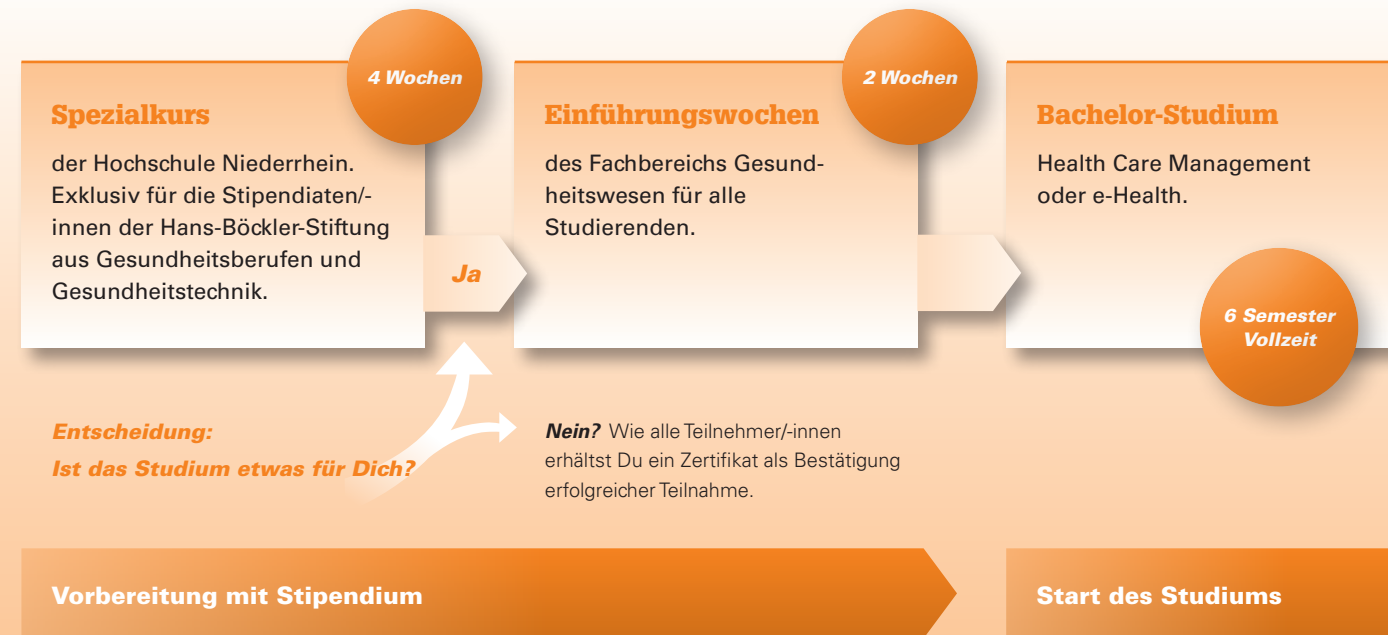 4 Wochen
Spezialkurs
der Hochschule Niederrhein.
Exklusiv für die Stipendiaten/-
innen der Hans-Böckler-Stiftung
aus Gesundheitsberufen und
Gesundheitstechnik.
Ja
2 Wochen
Einführungswochen
des Fachbereichs Gesund-
heitswesen für alle
Studierenden.
Bachelor-Studium
Health Care Management
oder e-Health.
6 Semester
Vollzeit
Entscheidung:
Ist das Studium etwas für Dich?
Nein? Wie alle Teilnehmer/-innen
erhältst Du ein Zertifikat als Bestätigung
erfolgreicher Teilnahme.
Vorbereitung mit Stipendium
Start des Studiums